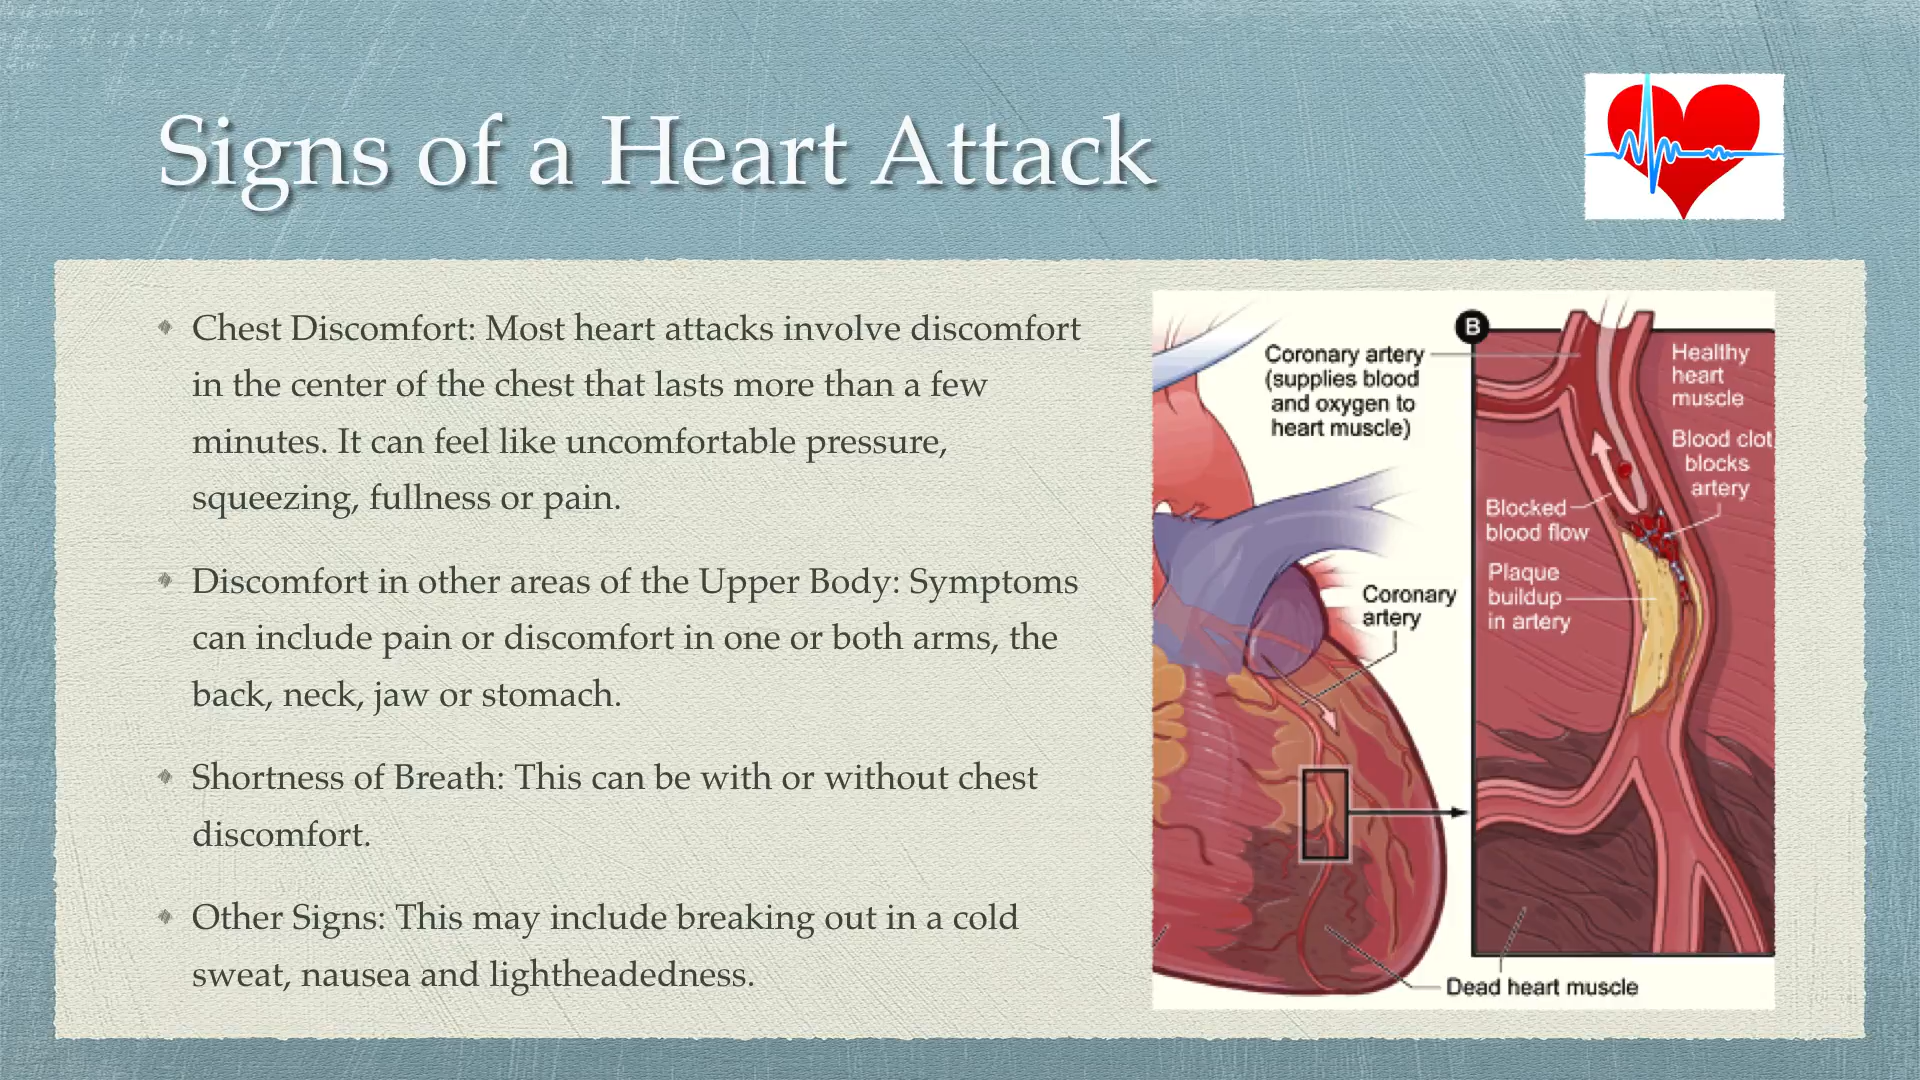 Signs of a Heart Attack
Chest Discomfort: Most heart attacks involve discomfort
in the center of the chest that lasts more than a few
minutes. It can feel like uncomfortable pressure,
squeezing, fullness or pain.
Discomfort in other areas of the Upper Body: Symptoms
can include pain or discomfort in one or both arms, the
back, neck, jaw or stomach.
Shortness of Breath: This can be with or without chest
discomfort.
Other Signs: This may include breaking out in a cold
sweat, nausea and lightheadedness.
Coronary artery
(supplies blood
and oxygen to
heart muscle)
Coronary
artery
B
Healthy
heart
muscle
Blood clot
blocks
artery
Blocked
blood flow
Plaque
buildup
in artery
Dead heart muscle